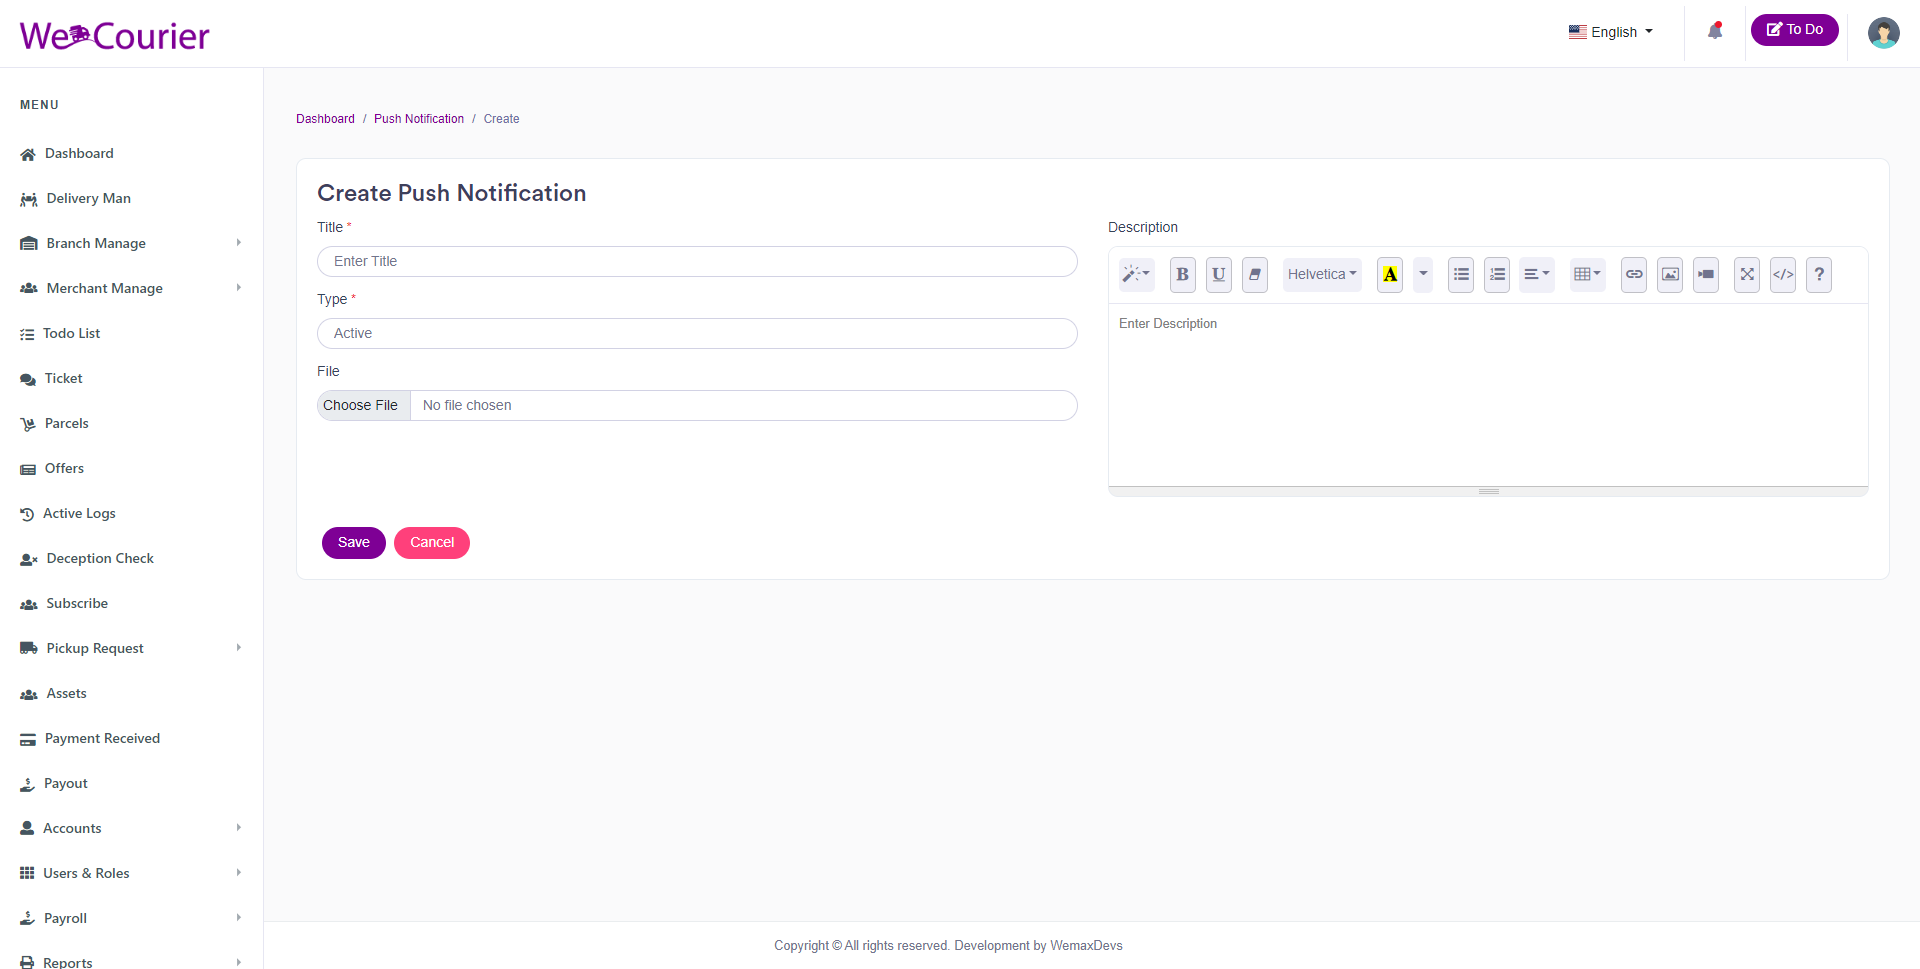 We Courier
English
To Do
MENU
Dashboard
Delivery Man
Branch Manage
Merchant Manage
Todo List
Ticket
Parcels
Offers
Active Logs
Deception Check
Subscribe
Pickup Request
Assets
Payment Received
Payout
Accounts
Users & Roles
Payroll
Reports
Dashboard / Push Notification / Create
Create Push Notification
Title *
Enter Title
Type *
Active
File
Choose File No file chosen
Description
B U Helvetica A </> ?
Enter Description
Save Cancel
Copyright © All rights reserved. Development by WemaxDevs